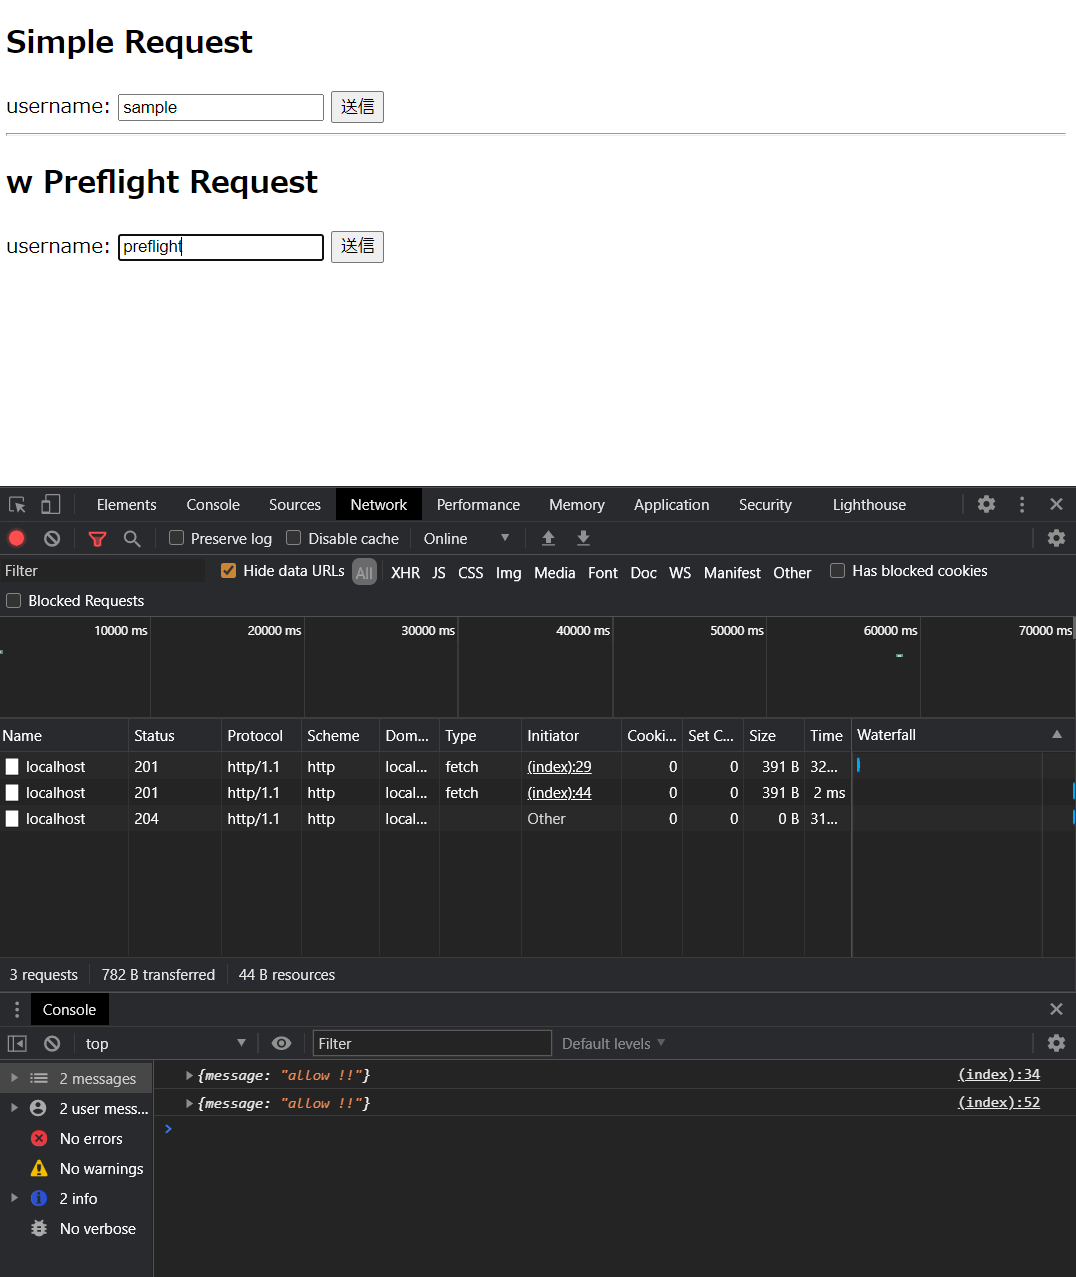 Simple Request
username: sample 送信
w Preflight Request
username: preflight 送信
Elements Console Sources Network Performance Memory Application Security Lighthouse
Preserve log Disable cache Online
Filter Hide data URLs All XHR JS CSS Img Media Font Doc WS Manifest Other Has blocked cookies
Blocked Requests
10000 ms 20000 ms 30000 ms 40000 ms 50000 ms 60000 ms 70000 ms
Name Status Protocol Scheme Dom... Type Initiator Cooki... Set C... Size Time Waterfall
localhost 201 http/1.1 http local... fetch (index):29 0 0 391 B 32...
localhost 201 http/1.1 http local... fetch (index):44 0 0 391 B 2 ms
localhost 204 http/1.1 http local... Other 0 0 0 B 31...
3 requests 782 B transferred 44 B resources
Console
top Filter Default levels
2 messages
2 user mess...
No errors
No warnings
2 info
No verbose
{message: "allow !!"} (index):34
{message: "allow !!"} (index):52